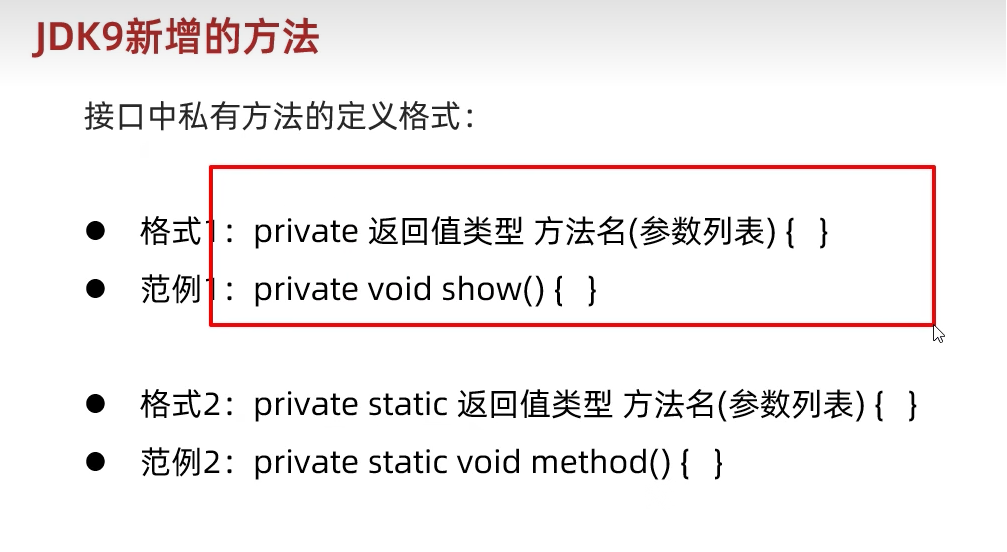 JDK9新增的方法
接口中私有方法的定义格式：
● 格式1：private 返回值类型 方法名(参数列表) {  }
● 范例1：private void show() {  }
● 格式2：private static 返回值类型 方法名(参数列表) {  }
● 范例2：private static void method() {  }